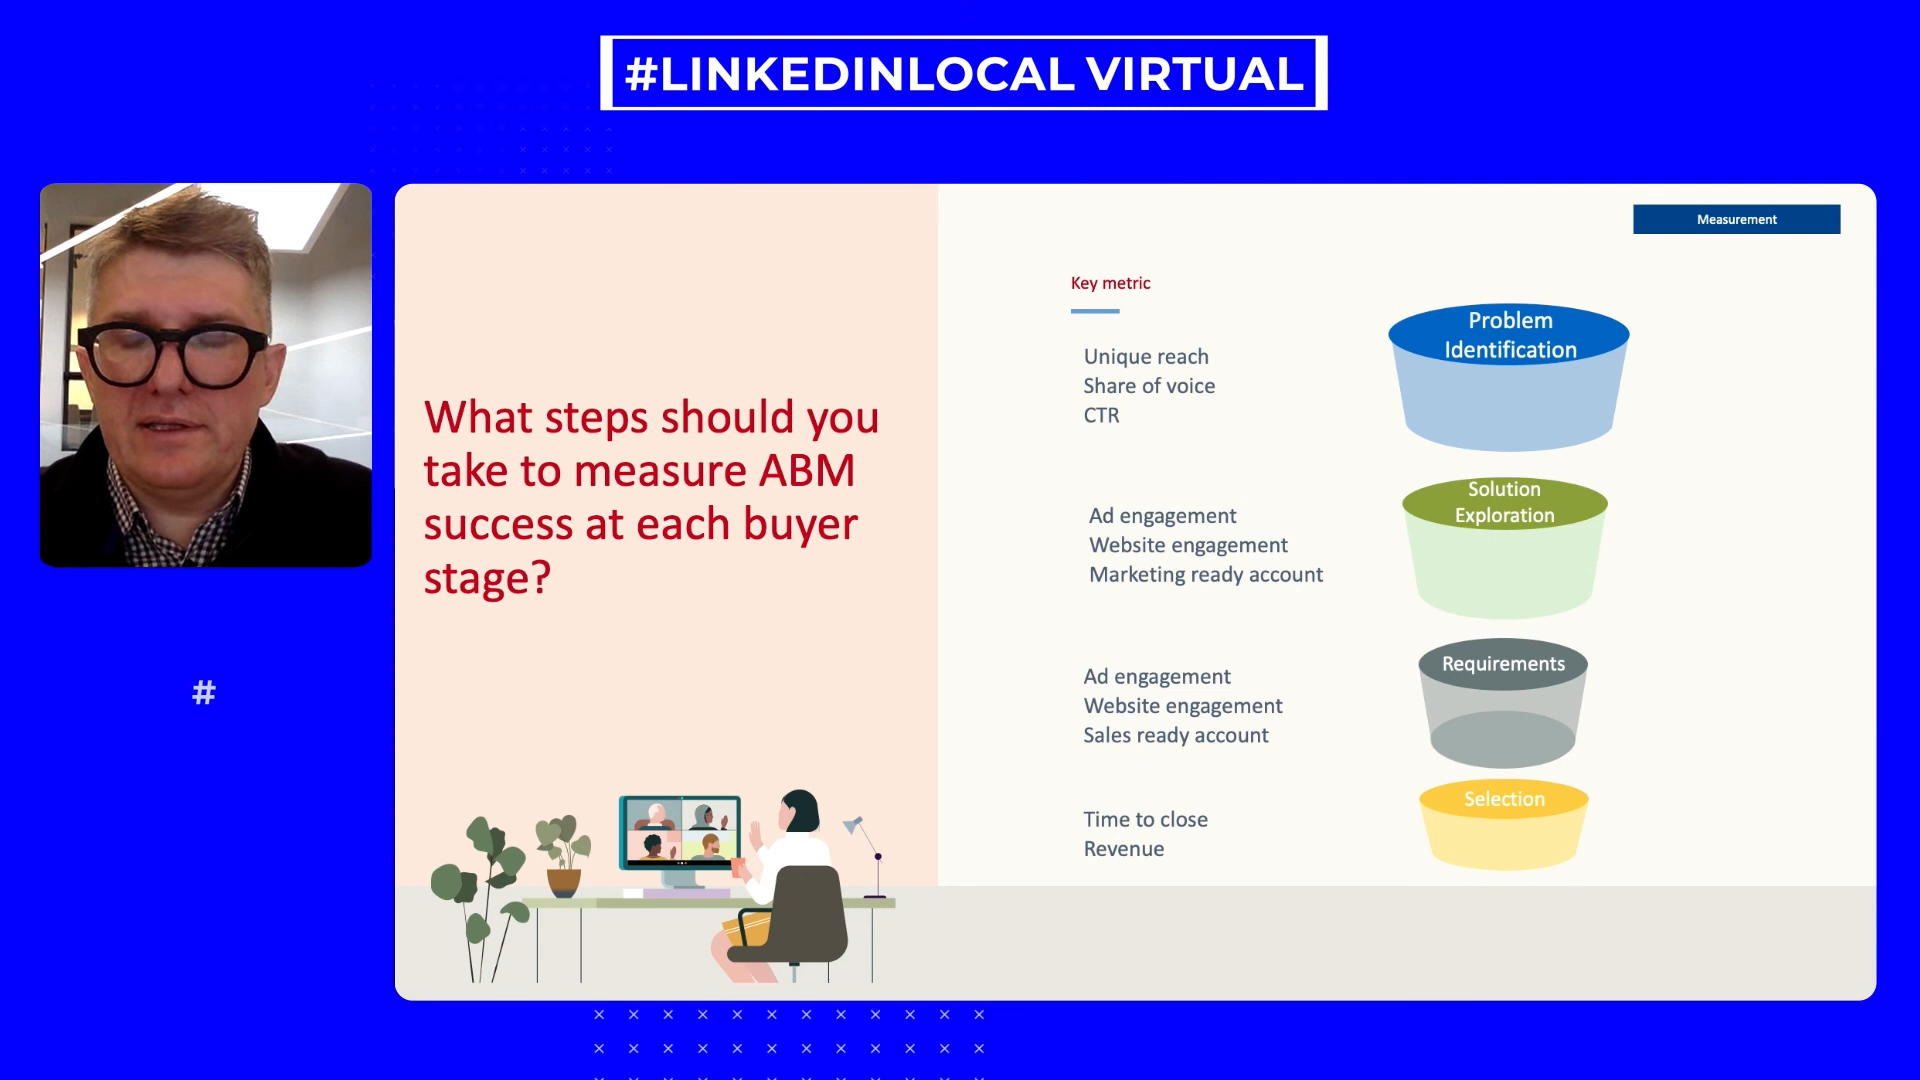 #LINKEDINLOCAL VIRTUAL
#
What steps should you
take to measure ABM
success at each buyer
stage?
Measurement
Key metric
Unique reach
Share of voice
CTR
Problem
Identification
Ad engagement
Website engagement
Marketing ready account
Solution
Exploration
Ad engagement
Website engagement
Sales ready account
Requirements
Time to close
Revenue
Selection